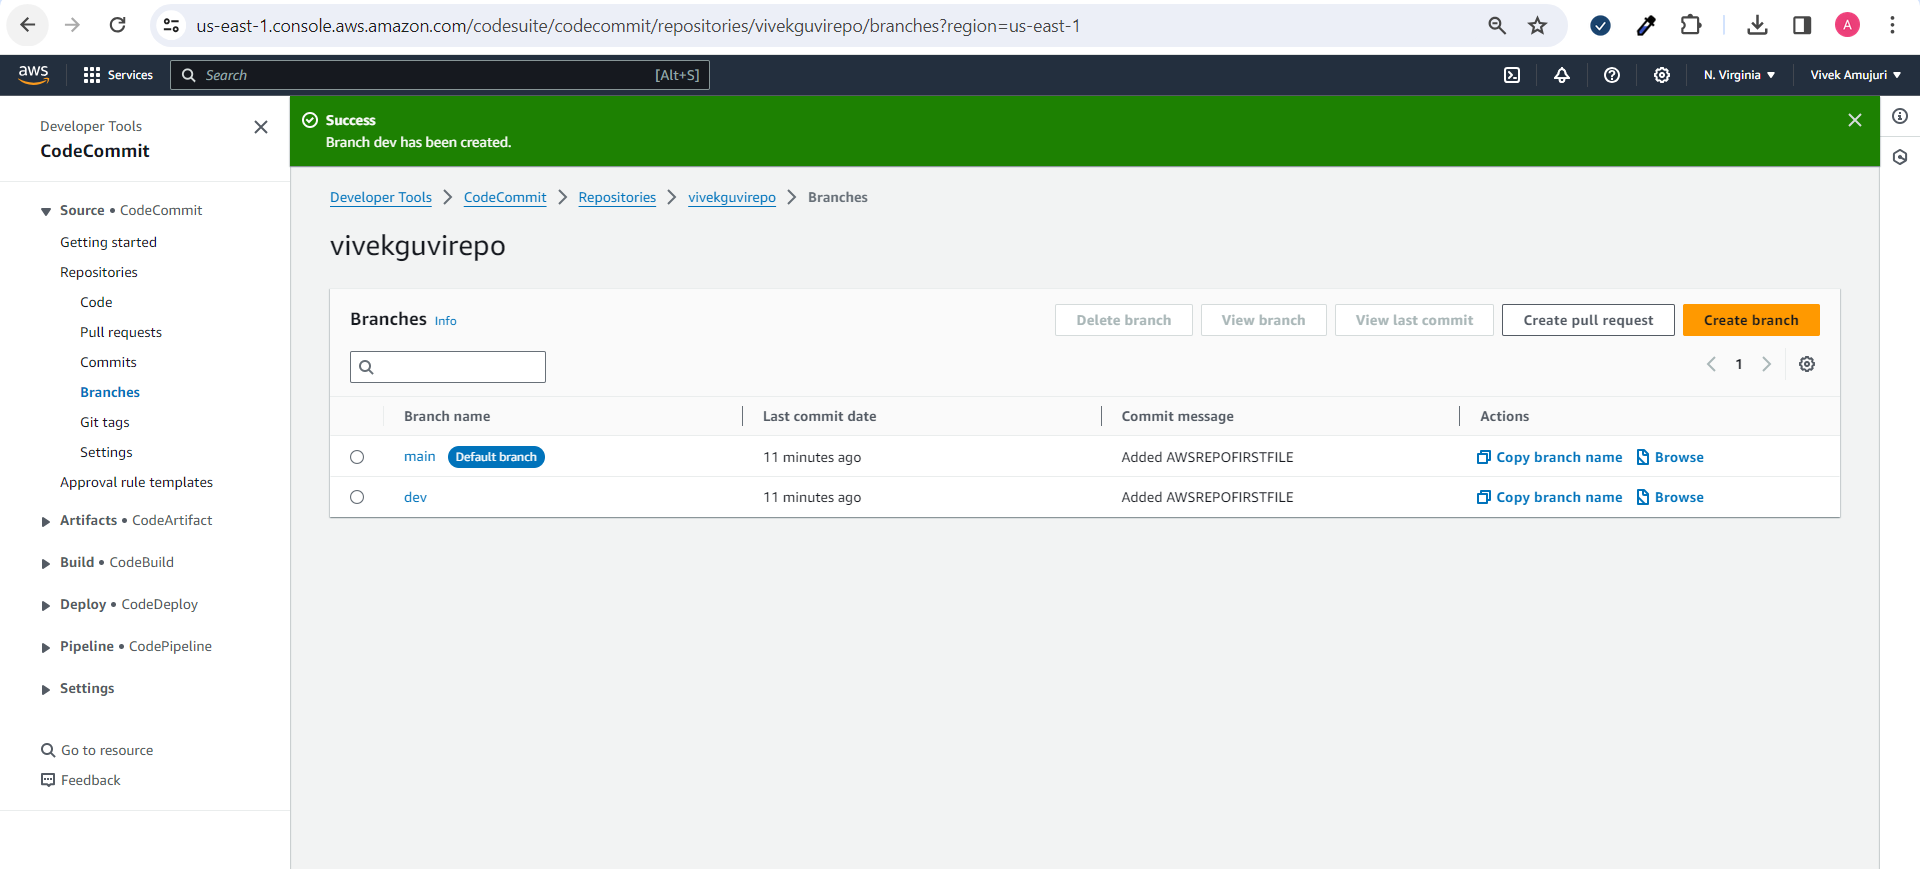 us-east-1.console.aws.amazon.com/codesuite/codecommit/repositories/vivekguvirepo/branches?region=us-east-1
A
aws
Services
Search
[Alt+S]
N. Virginia
Vivek Amujuri
Developer Tools
CodeCommit
Source • CodeCommit
Getting started
Repositories
Code
Pull requests
Commits
Branches
Git tags
Settings
Approval rule templates
Artifacts • CodeArtifact
Build • CodeBuild
Deploy • CodeDeploy
Pipeline • CodePipeline
Settings
Go to resource
Feedback
Success
Branch dev has been created.
Developer Tools > CodeCommit > Repositories > vivekguvirepo > Branches
vivekguvirepo
Branches Info
Delete branch
View branch
View last commit
Create pull request
Create branch
1
Branch name Last commit date Commit message Actions
main Default branch 11 minutes ago Added AWSREPOFIRSTFILE Copy branch name Browse
dev 11 minutes ago Added AWSREPOFIRSTFILE Copy branch name Browse